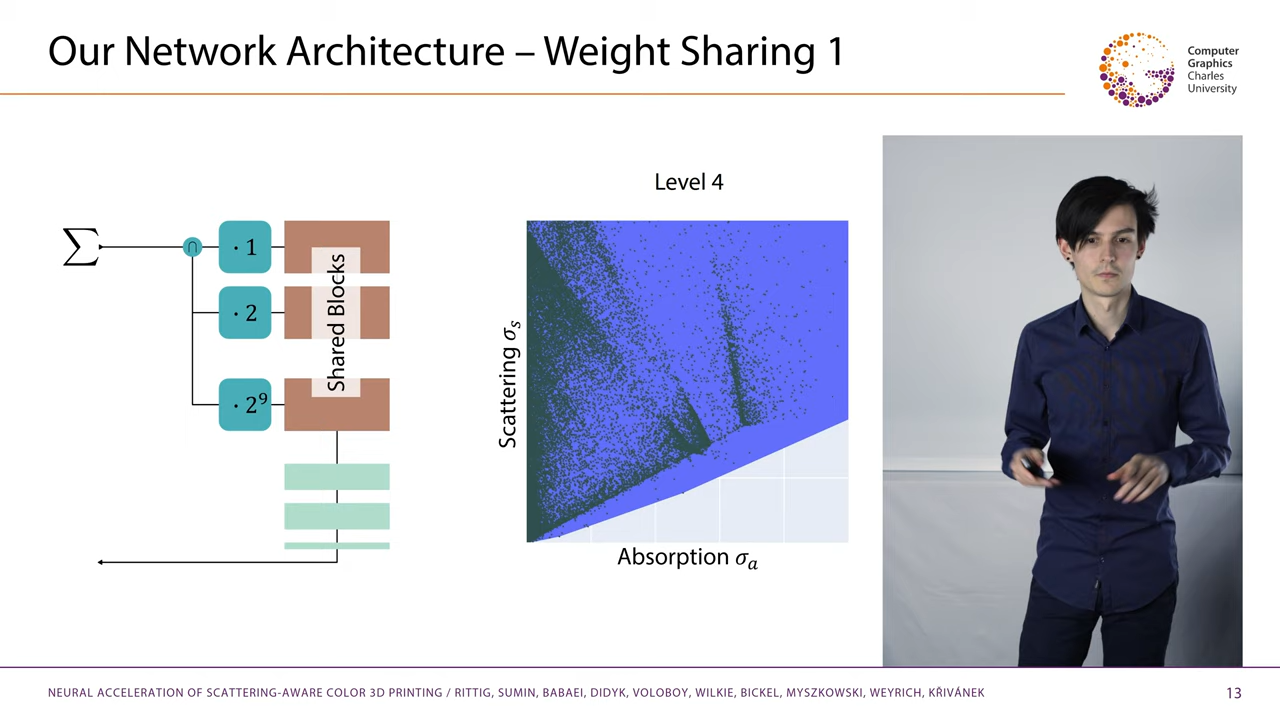 Our Network Architecture – Weight Sharing 1
Computer
Graphics
Charles
University
Level 4
∑
∩
· 1
· 2
· 2⁹
Shared Blocks
Scattering σₛ
Absorption σₐ
NEURAL ACCELERATION OF SCATTERING-AWARE COLOR 3D PRINTING / RITTIG, SUMIN, BABAEI, DIDYK, VOLOBOY, WILKIE, BICKEL, MYSZKOWSKI, WEYRICH, KŘIVÁNEK
13